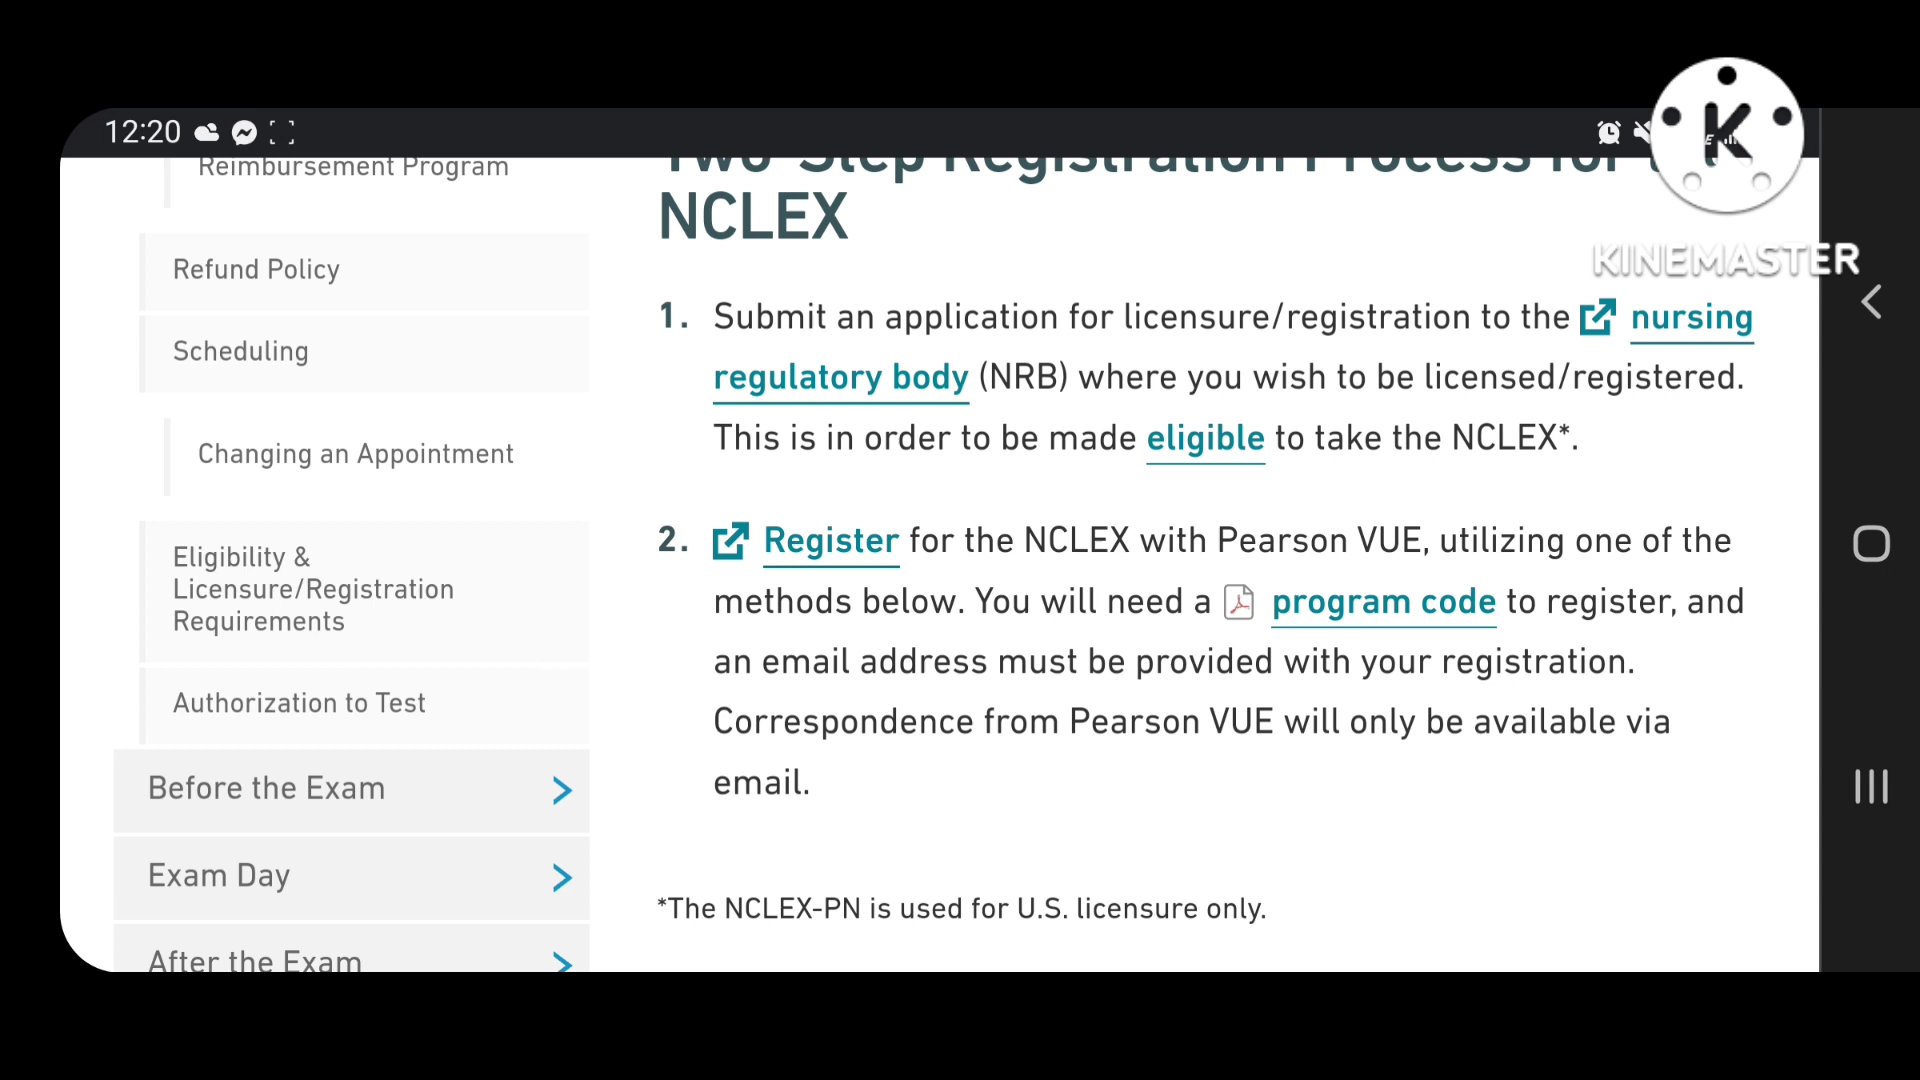 12:20
Reimbursement Program
Refund Policy
Scheduling
Changing an Appointment
Eligibility &
Licensure/Registration
Requirements
Authorization to Test
Before the Exam
Exam Day
After the Exam
Two-Step Registration Process for
NCLEX
1. Submit an application for licensure/registration to the nursing
regulatory body (NRB) where you wish to be licensed/registered.
This is in order to be made eligible to take the NCLEX*.
2. Register for the NCLEX with Pearson VUE, utilizing one of the
methods below. You will need a program code to register, and
an email address must be provided with your registration.
Correspondence from Pearson VUE will only be available via
email.
*The NCLEX-PN is used for U.S. licensure only.
K
KINEMASTER